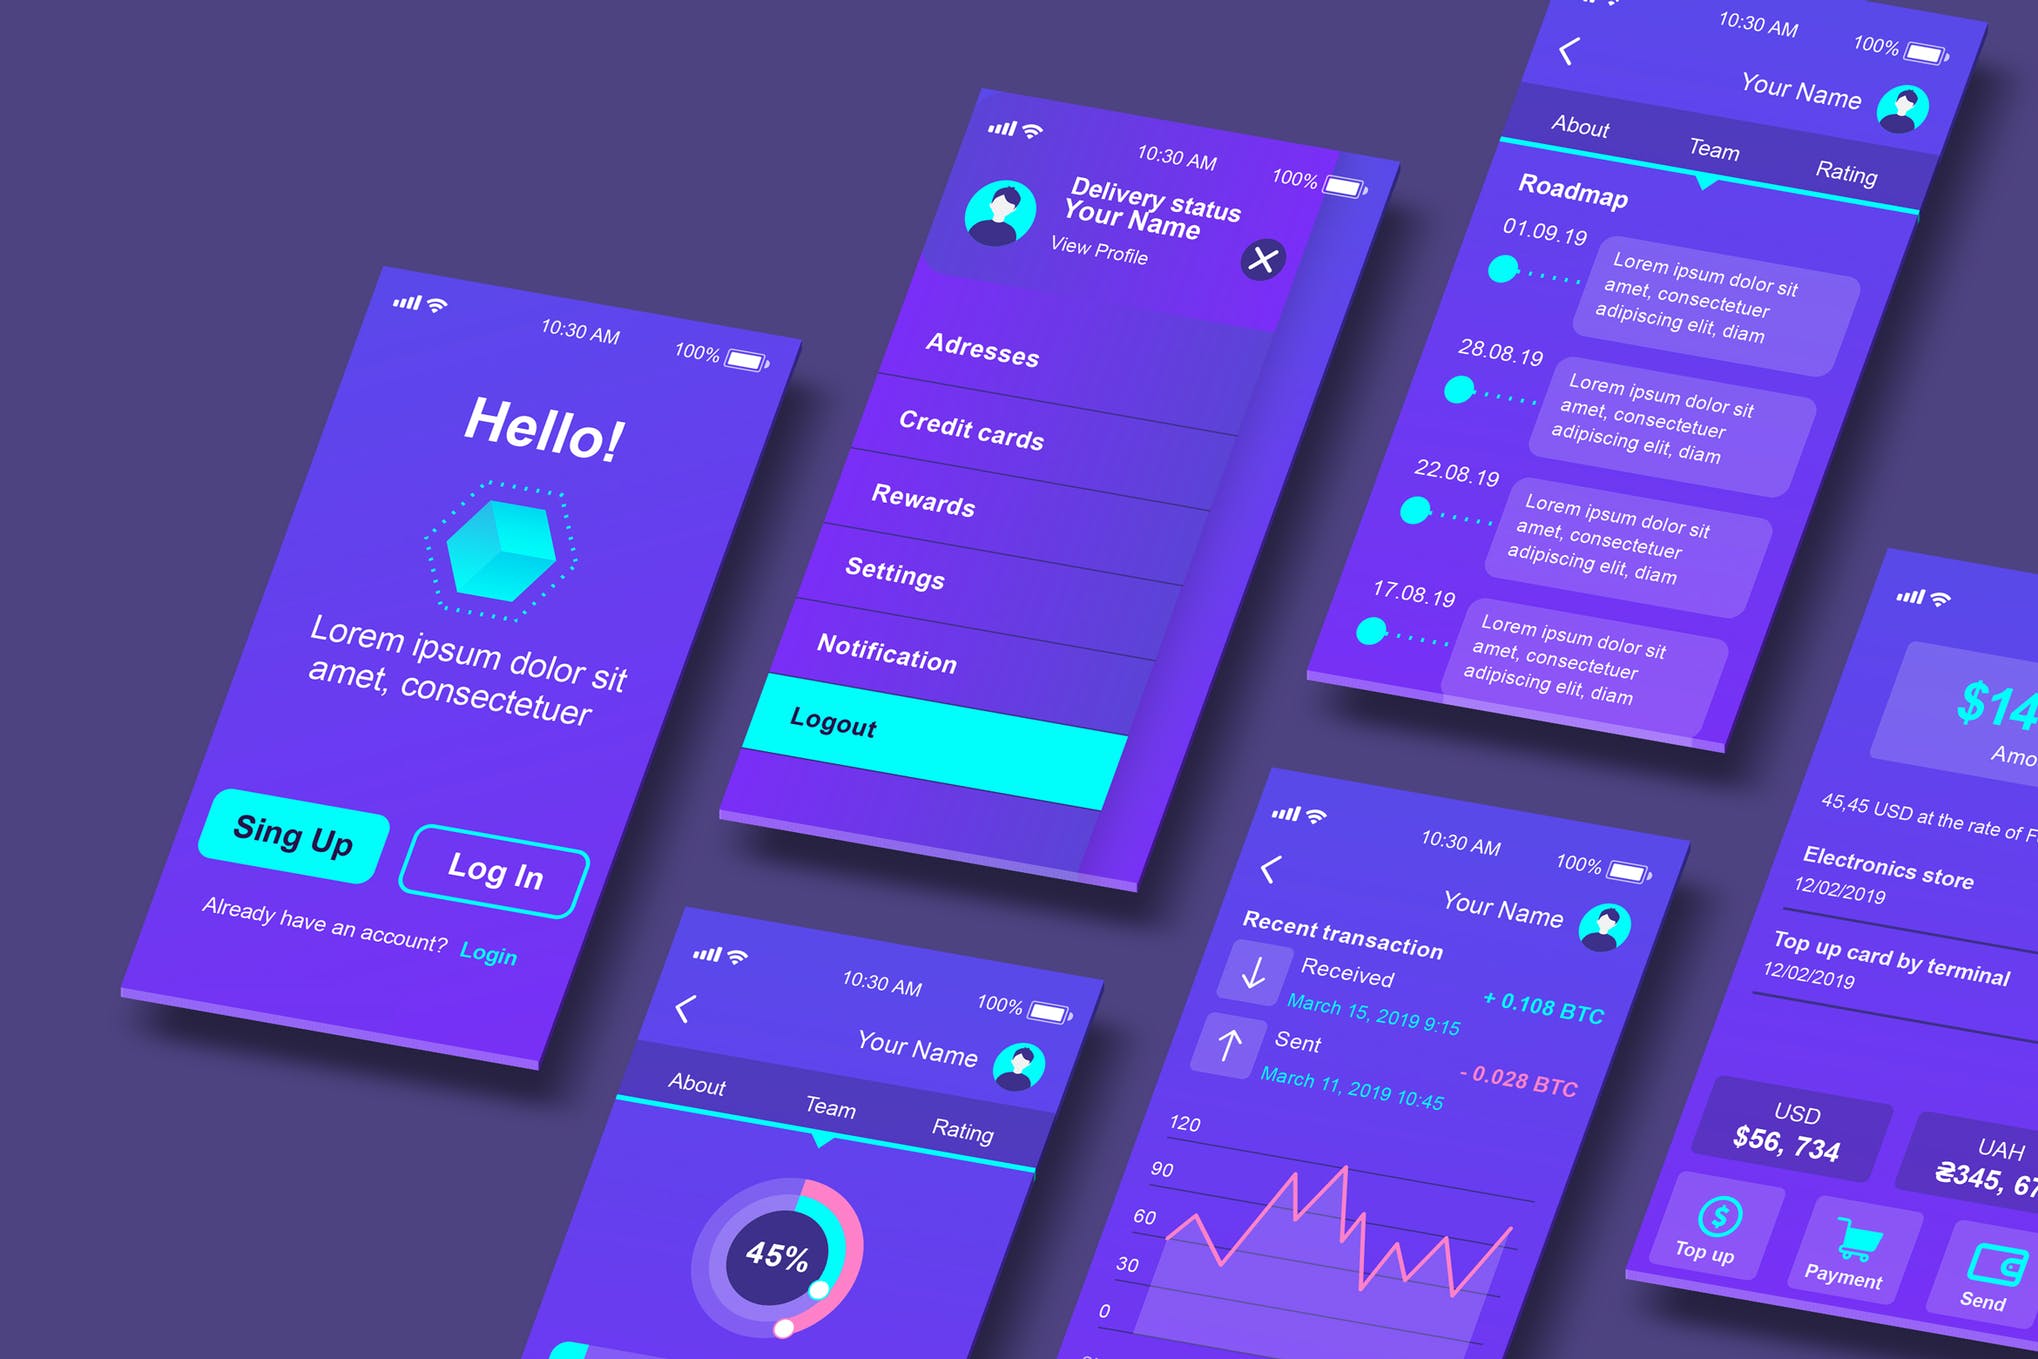 10:30 AM
100%
Hello!
Lorem ipsum dolor sit
amet, consectetuer
Sing Up
Log In
Already have an account? Login
10:30 AM
100%
Delivery status
Your Name
View Profile
Adresses
Credit cards
Rewards
Settings
Notification
Logout
10:30 AM
100%
Your Name
About
Team
Rating
Roadmap
01.09.19
Lorem ipsum dolor sit
amet, consectetuer
adipiscing elit, diam
28.08.19
Lorem ipsum dolor sit
amet, consectetuer
adipiscing elit, diam
22.08.19
Lorem ipsum dolor sit
amet, consectetuer
adipiscing elit, diam
17.08.19
Lorem ipsum dolor sit
amet, consectetuer
adipiscing elit, diam
10:30 AM
100%
Your Name
About
Team
Rating
45%
10:30 AM
100%
Your Name
Recent transaction
Received
March 15, 2019 9:15
+ 0.108 BTC
Sent
March 11, 2019 10:45
- 0.028 BTC
120
90
60
30
0
$14
Amo
45,45 USD at the rate of
Electronics store
12/02/2019
Top up card by terminal
12/02/2019
USD
$56, 734
UAH
₴345, 67
Top up
Payment
Send